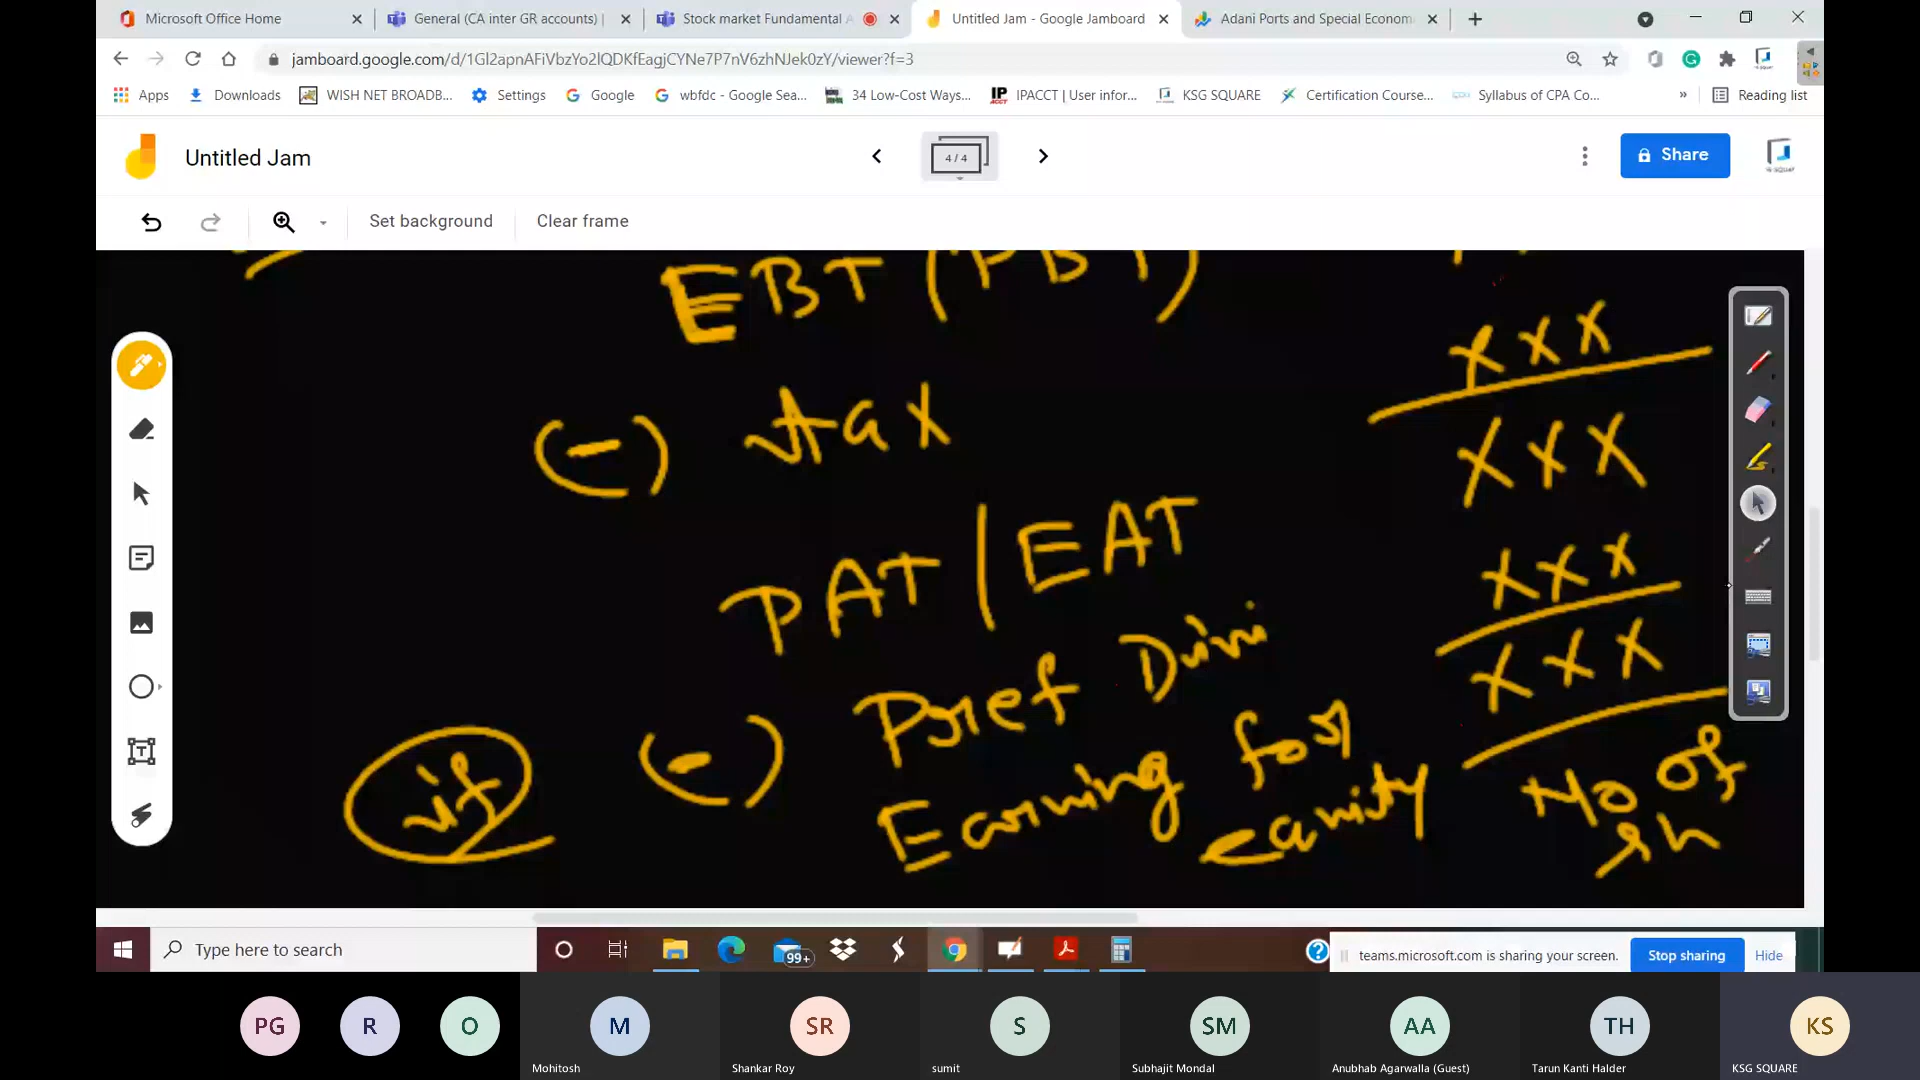 Microsoft Office Home
General (CA inter GR accounts) |
Stock market Fundamental A
Untitled Jam - Google Jamboard
Adani Ports and Special Econom
jamboard.google.com/d/1Gl2apnAFiVbzYo2lQDKfEagjCYNe7P7nV6zhNJek0zY/viewer?f=3
Apps
Downloads
WISH NET BROADB...
Settings
Google
wbfdc - Google Sea...
34 Low-Cost Ways...
IPACCT | User infor...
KSG SQUARE
Certification Course...
Syllabus of CPA Co...
»
Reading list
Untitled Jam
4 / 4
Share
Set background
Clear frame
EBT (PBT)
xxx
(-) tax
xxx
PAT / EAT
xxx
(-) Pref Divi
xxx
if
Earning for equity
No of sh
Type here to search
99+
teams.microsoft.com is sharing your screen.
Stop sharing
Hide
PG
R
O
M
SR
S
SM
AA
TH
KS
Mohitosh
Shankar Roy
sumit
Subhajit Mondal
Anubhab Agarwalla (Guest)
Tarun Kanti Halder
KSG SQUARE